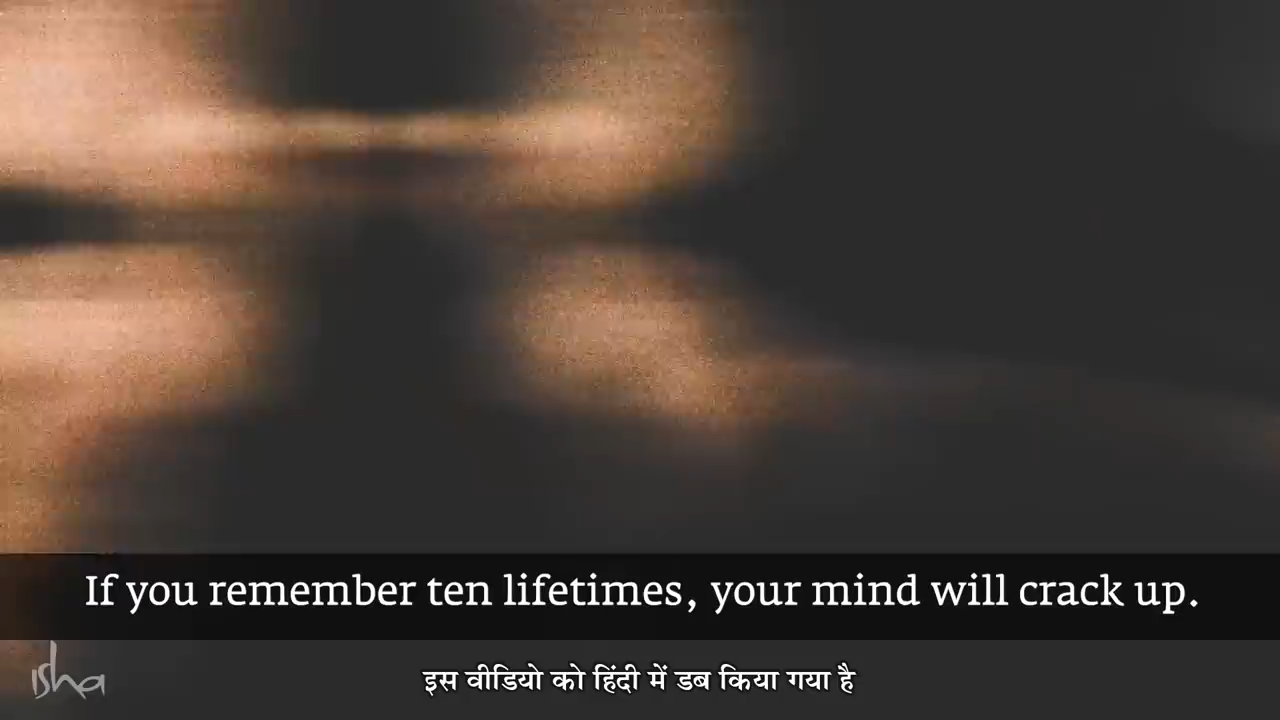 If you remember ten lifetimes, your mind will crack up.
isha
इस वीडियो को हिंदी में डब किया गया है